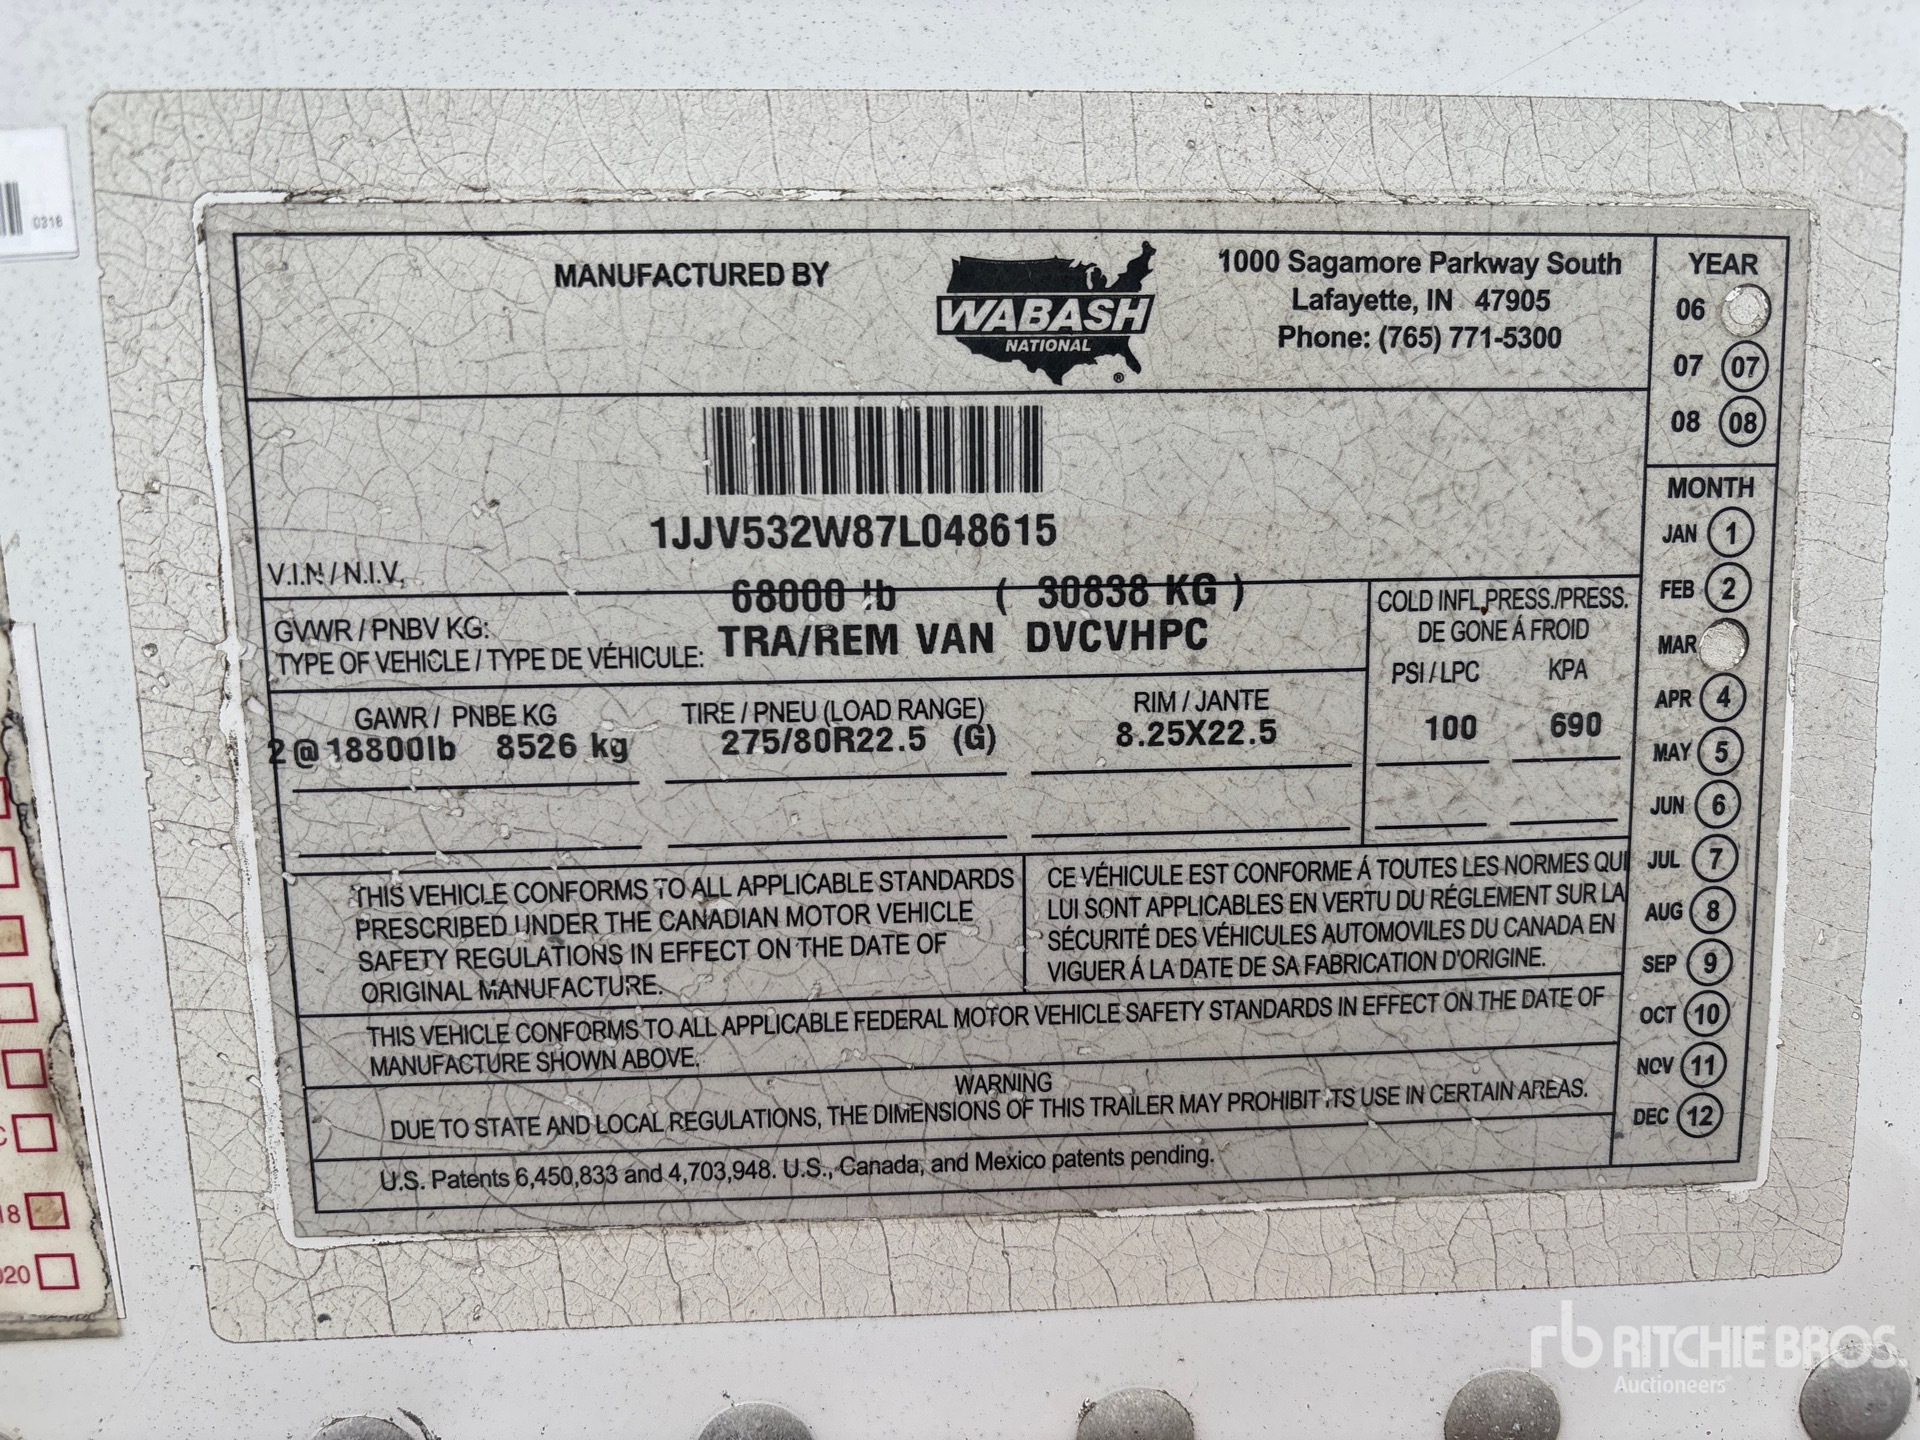 0318
MANUFACTURED BY
WABASH
NATIONAL
®
1000 Sagamore Parkway South
Lafayette, IN 47905
Phone: (765) 771-5300
YEAR
06
07 07
08 08
1JJV532W87L048615
V.I.N / N.I.V.
68000 lb ( 30838 KG )
GVWR / PNBV KG:
TRA/REM VAN DVCVHPC
TYPE OF VEHICLE / TYPE DE VÉHICULE:
COLD INFL.PRESS./PRESS.
DE GONE Á FROID
PSI / LPC KPA
100 690
GAWR / PNBE KG
2@18800lb 8526 kg
TIRE / PNEU (LOAD RANGE)
275/80R22.5 (G)
RIM / JANTE
8.25X22.5
MONTH
JAN 1
FEB 2
MAR
APR 4
MAY 5
JUN 6
JUL 7
AUG 8
SEP 9
OCT 10
NOV 11
DEC 12
THIS VEHICLE CONFORMS TO ALL APPLICABLE STANDARDS
PRESCRIBED UNDER THE CANADIAN MOTOR VEHICLE
SAFETY REGULATIONS IN EFFECT ON THE DATE OF
ORIGINAL MANUFACTURE.
CE VÉHICULE EST CONFORME Á TOUTES LES NORMES QUI
LUI SONT APPLICABLES EN VERTU DU RÉGLEMENT SUR LA
SÉCURITÉ DES VÉHICULES AUTOMOVILES DU CANADA EN
VIGUER Á LA DATE DE SA FABRICATION D'ORIGINE.
THIS VEHICLE CONFORMS TO ALL APPLICABLE FEDERAL MOTOR VEHICLE SAFETY STANDARDS IN EFFECT ON THE DATE OF
MANUFACTURE SHOWN ABOVE.
WARNING
DUE TO STATE AND LOCAL REGULATIONS, THE DIMENSIONS OF THIS TRAILER MAY PROHIBIT ITS USE IN CERTAIN AREAS.
U.S. Patents 6,450,833 and 4,703,948. U.S., Canada, and Mexico patents pending.
rb RITCHIE BROS.
Auctioneers